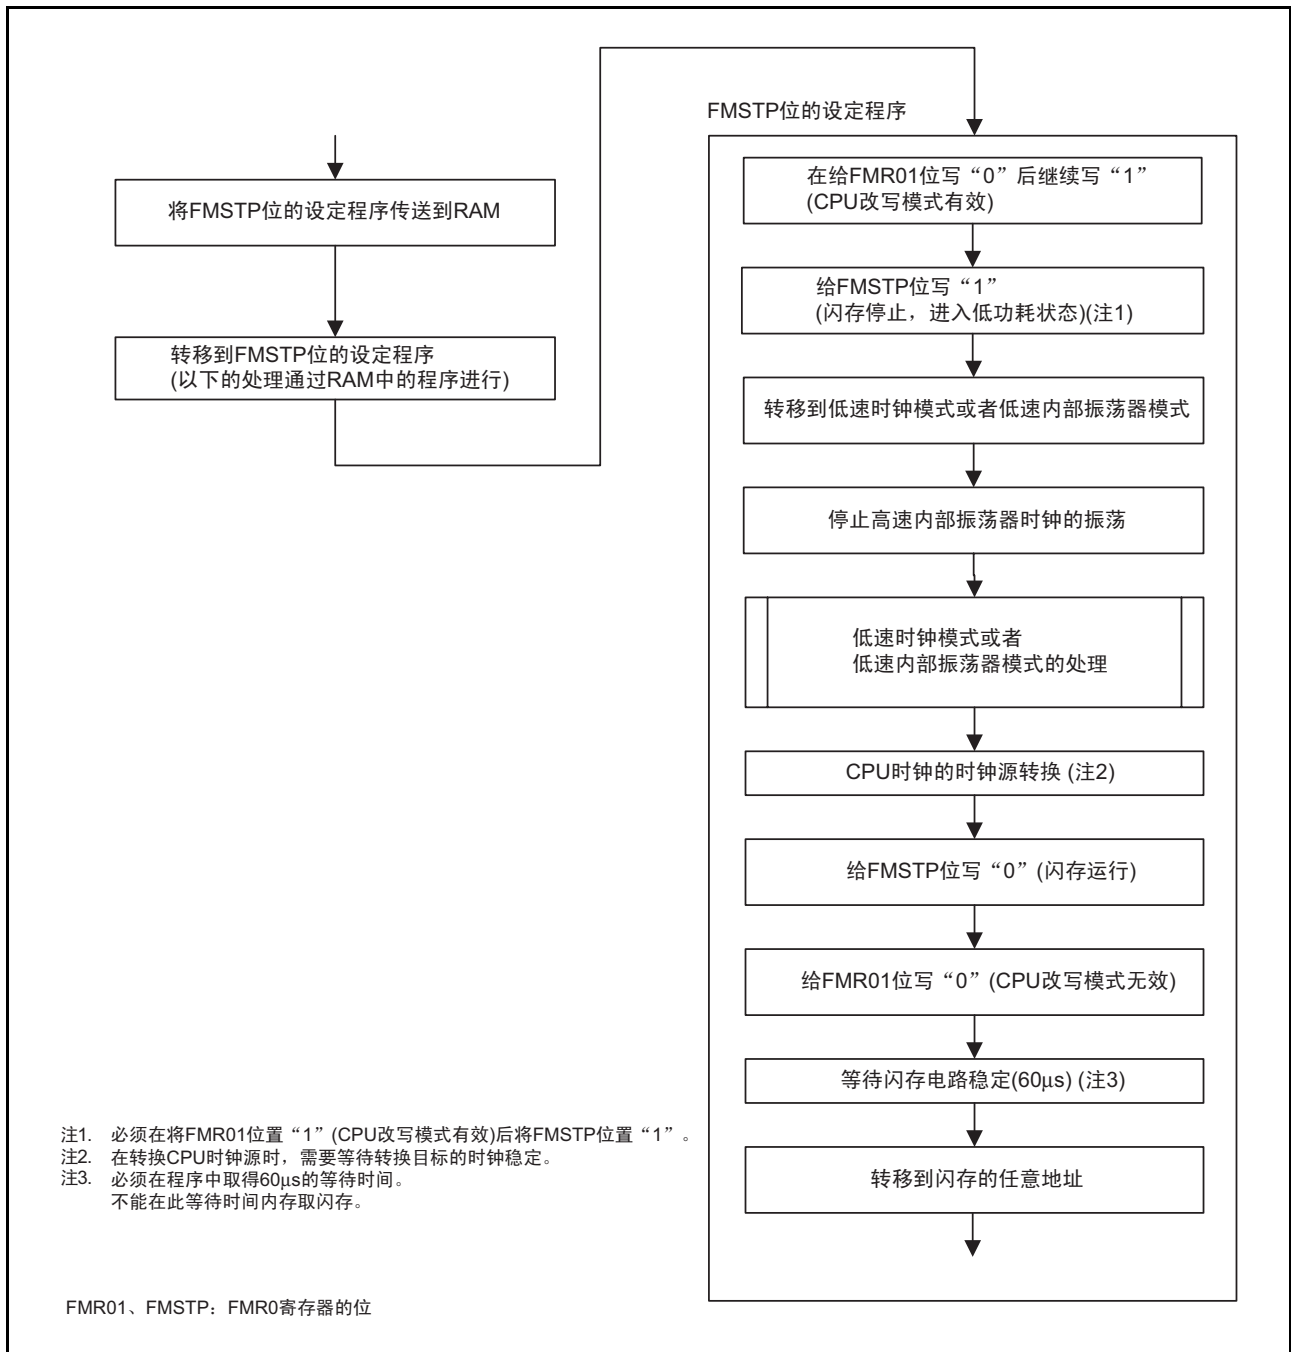 将FMSTP位的设定程序传送到RAM
转移到FMSTP位的设定程序
(以下的处理通过RAM中的程序进行)
FMSTP位的设定程序
在给FMR01位写“0”后继续写“1”
(CPU改写模式有效)
给FMSTP位写“1”
(闪存停止，进入低功耗状态)(注1)
转移到低速时钟模式或者低速内部振荡器模式
停止高速内部振荡器时钟的振荡
低速时钟模式或者
低速内部振荡器模式的处理
CPU时钟的时钟源转换 (注2)
给FMSTP位写“0” (闪存运行)
给FMR01位写“0” (CPU改写模式无效)
等待闪存电路稳定(60μs) (注3)
转移到闪存的任意地址
注1. 必须在将FMR01位置“1”(CPU改写模式有效)后将FMSTP位置“1”。
注2. 在转换CPU时钟源时，需要等待转换目标的时钟稳定。
注3. 必须在程序中取得60μs的等待时间。
不能在此等待时间内存取闪存。
FMR01、FMSTP：FMR0寄存器的位